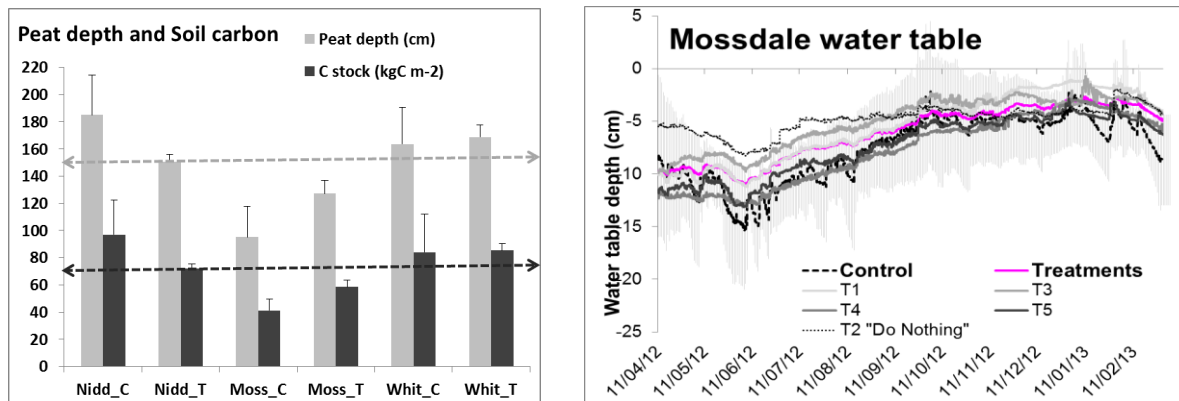 Peat depth and Soil carbon
Peat depth (cm)
C stock (kgC m-2)
220
200
180
160
140
120
100
80
60
40
20
0
Nidd_C Nidd_T Moss_C Moss_T Whit_C Whit_T
Mossdale water table
Water table depth (cm)
5
0
-5
-10
-15
-20
-25
Control Treatments
T1 T3
T4 T5
T2 "Do Nothing"
11/04/12 11/05/12 11/06/12 11/07/12 11/08/12 11/09/12 11/10/12 11/11/12 11/12/12 11/01/13 11/02/13